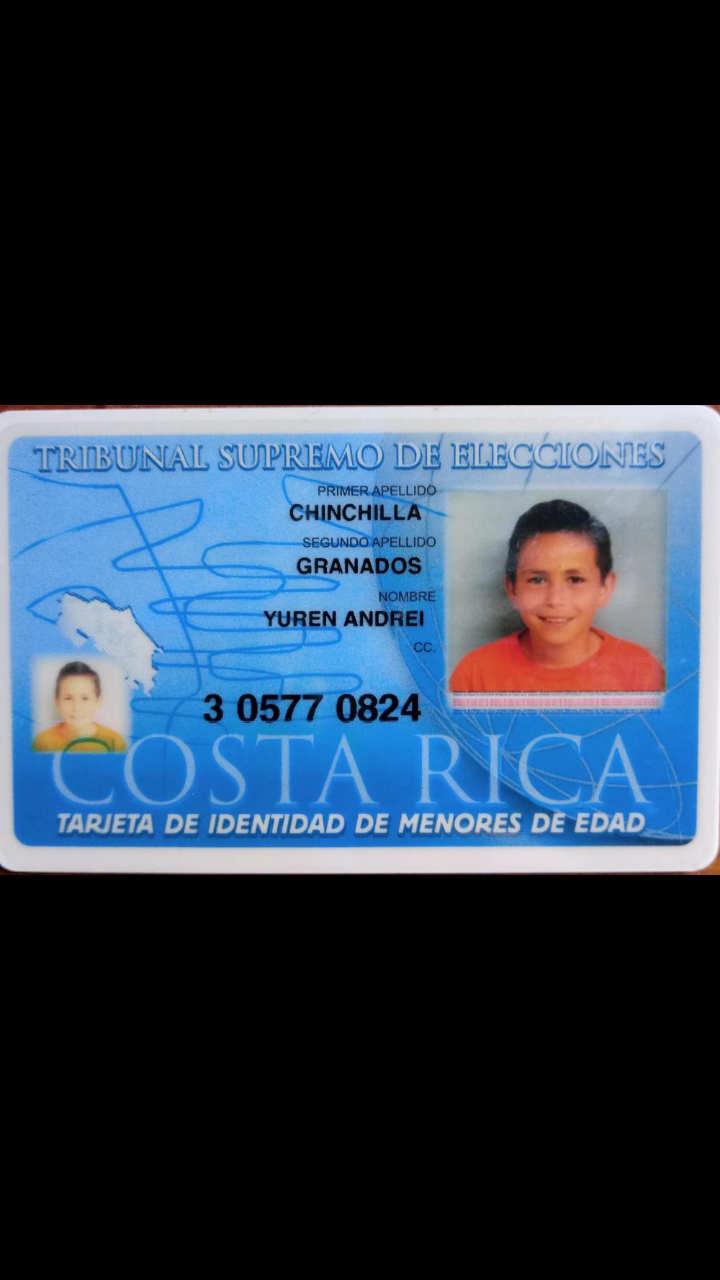 TRIBUNAL SUPREMO DE ELECCIONES
PRIMER APELLIDO
CHINCHILLA
SEGUNDO APELLIDO
GRANADOS
NOMBRE
YUREN ANDREI
CC.
3 0577 0824
COSTA RICA
TARJETA DE IDENTIDAD DE MENORES DE EDAD